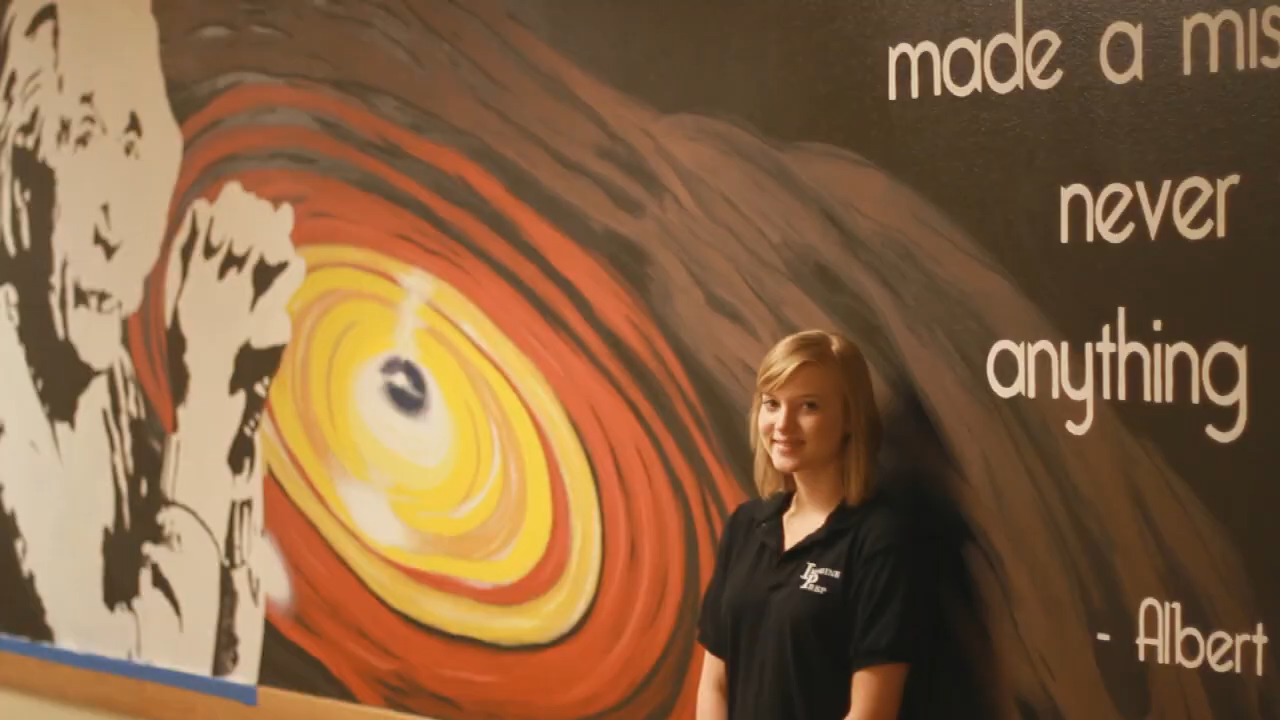 made a mis
never
anything
- Albert